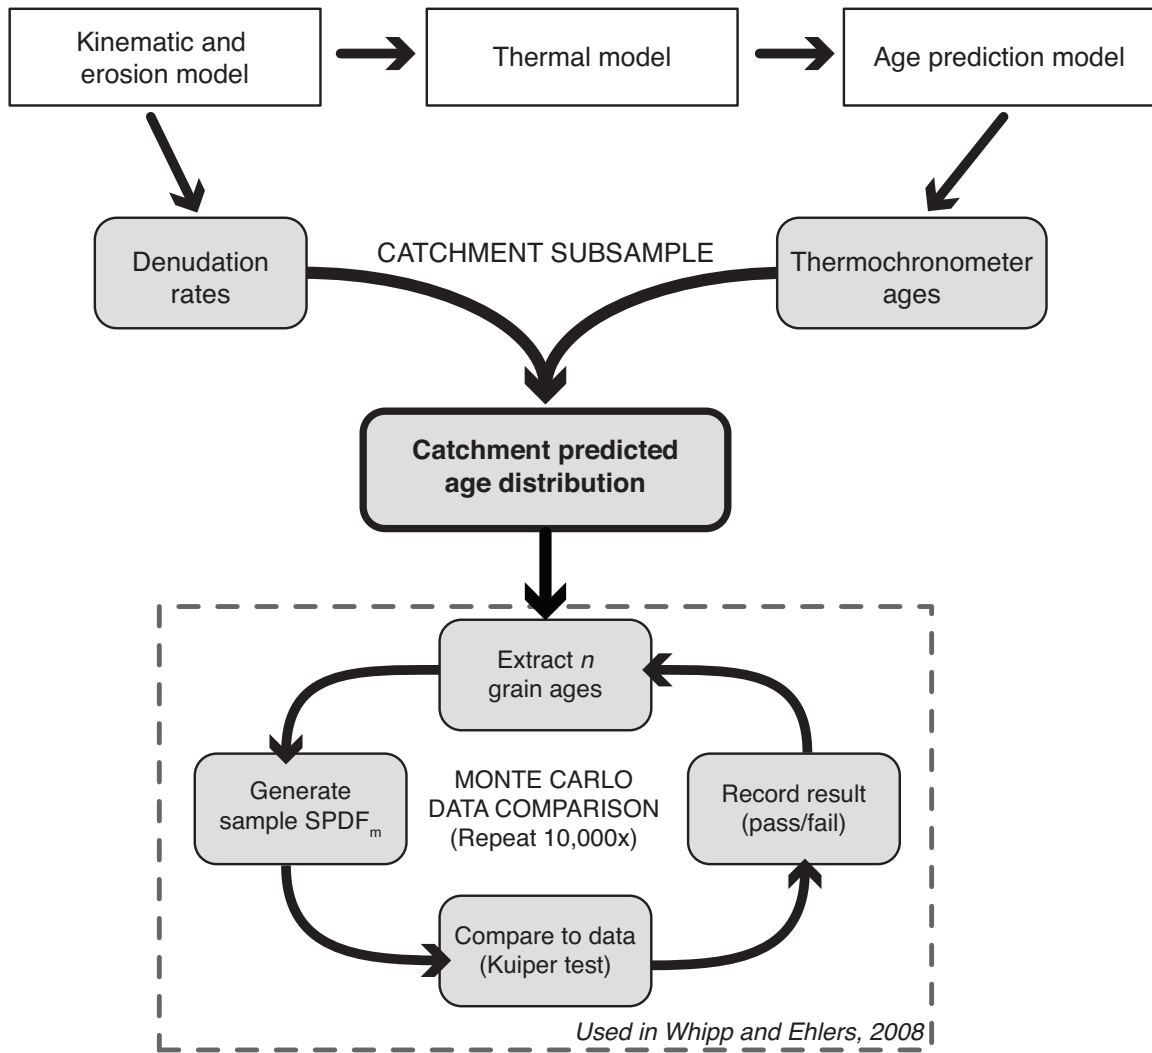 Kinematic and
erosion model
Thermal model
Age prediction model
Denudation
rates
CATCHMENT SUBSAMPLE
Thermochronometer
ages
Catchment predicted
age distribution
Extract n
grain ages
Generate
sample SPDFm
MONTE CARLO
DATA COMPARISON
(Repeat 10,000x)
Record result
(pass/fail)
Compare to data
(Kuiper test)
Used in Whipp and Ehlers, 2008